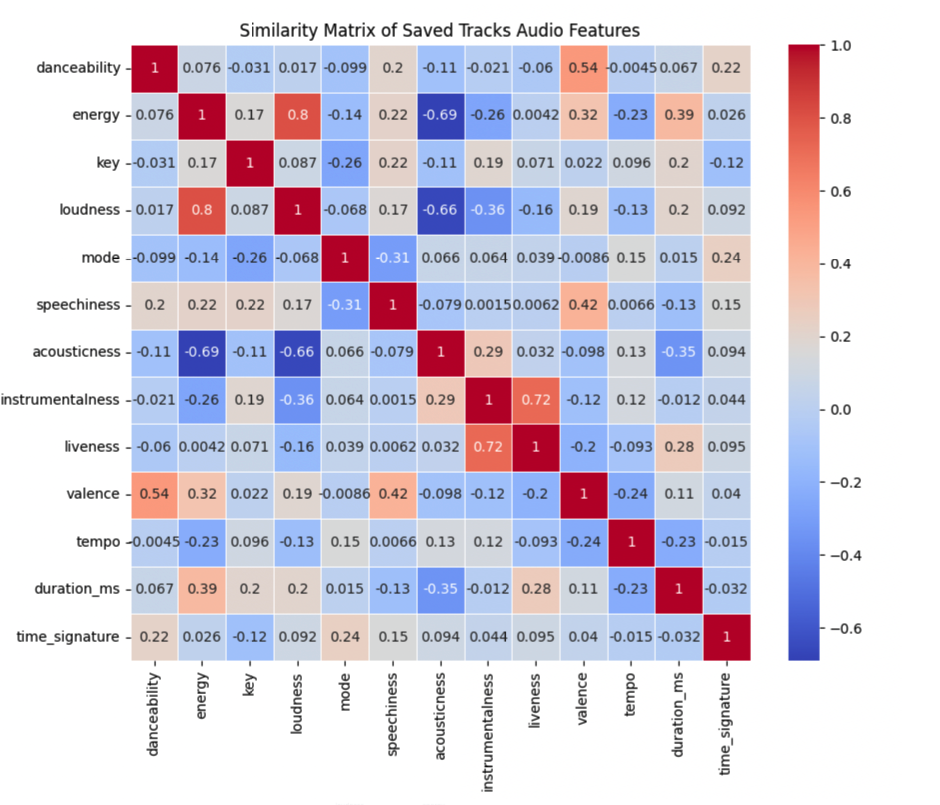 Similarity Matrix of Saved Tracks Audio Features
danceability 1 0.076 -0.031 0.017 -0.099 0.2 -0.11 -0.021 -0.06 0.54 -0.0045 0.067 0.22
energy 0.076 1 0.17 0.8 -0.14 0.22 -0.69 -0.26 0.0042 0.32 -0.23 0.39 0.026
key -0.031 0.17 1 0.087 -0.26 0.22 -0.11 0.19 0.071 0.022 0.096 0.2 -0.12
loudness 0.017 0.8 0.087 1 -0.068 0.17 -0.66 -0.36 -0.16 0.19 -0.13 0.2 0.092
mode -0.099 -0.14 -0.26 -0.068 1 -0.31 0.066 0.064 0.039 -0.0086 0.15 0.015 0.24
speechiness 0.2 0.22 0.22 0.17 -0.31 1 -0.079 0.0015 0.0062 0.42 0.0066 -0.13 0.15
acousticness -0.11 -0.69 -0.11 -0.66 0.066 -0.079 1 0.29 0.032 -0.098 0.13 -0.35 0.094
instrumentalness -0.021 -0.26 0.19 -0.36 0.064 0.0015 0.29 1 0.72 -0.12 0.12 -0.012 0.044
liveness -0.06 0.0042 0.071 -0.16 0.039 0.0062 0.032 0.72 1 -0.2 -0.093 0.28 0.095
valence 0.54 0.32 0.022 0.19 -0.0086 0.42 -0.098 -0.12 -0.2 1 -0.24 0.11 0.04
tempo -0.0045 -0.23 0.096 -0.13 0.15 0.0066 0.13 0.12 -0.093 -0.24 1 -0.23 -0.015
duration_ms 0.067 0.39 0.2 0.2 0.015 -0.13 -0.35 -0.012 0.28 0.11 -0.23 1 -0.032
time_signature 0.22 0.026 -0.12 0.092 0.24 0.15 0.094 0.044 0.095 0.04 -0.015 -0.032 1
danceability
energy
key
loudness
mode
speechiness
acousticness
instrumentalness
liveness
valence
tempo
duration_ms
time_signature
1.0
0.8
0.6
0.4
0.2
0.0
−0.2
−0.4
−0.6